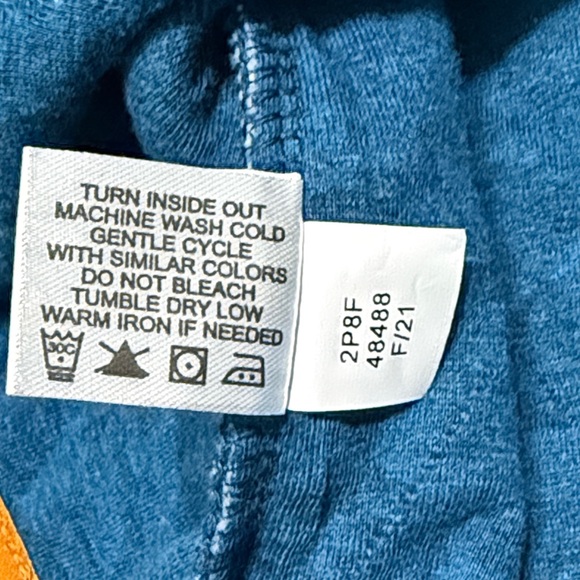 TURN INSIDE OUT
MACHINE WASH COLD
GENTLE CYCLE
WITH SIMILAR COLORS
DO NOT BLEACH
TUMBLE DRY LOW
WARM IRON IF NEEDED
30C
2P8F
48488
F/21